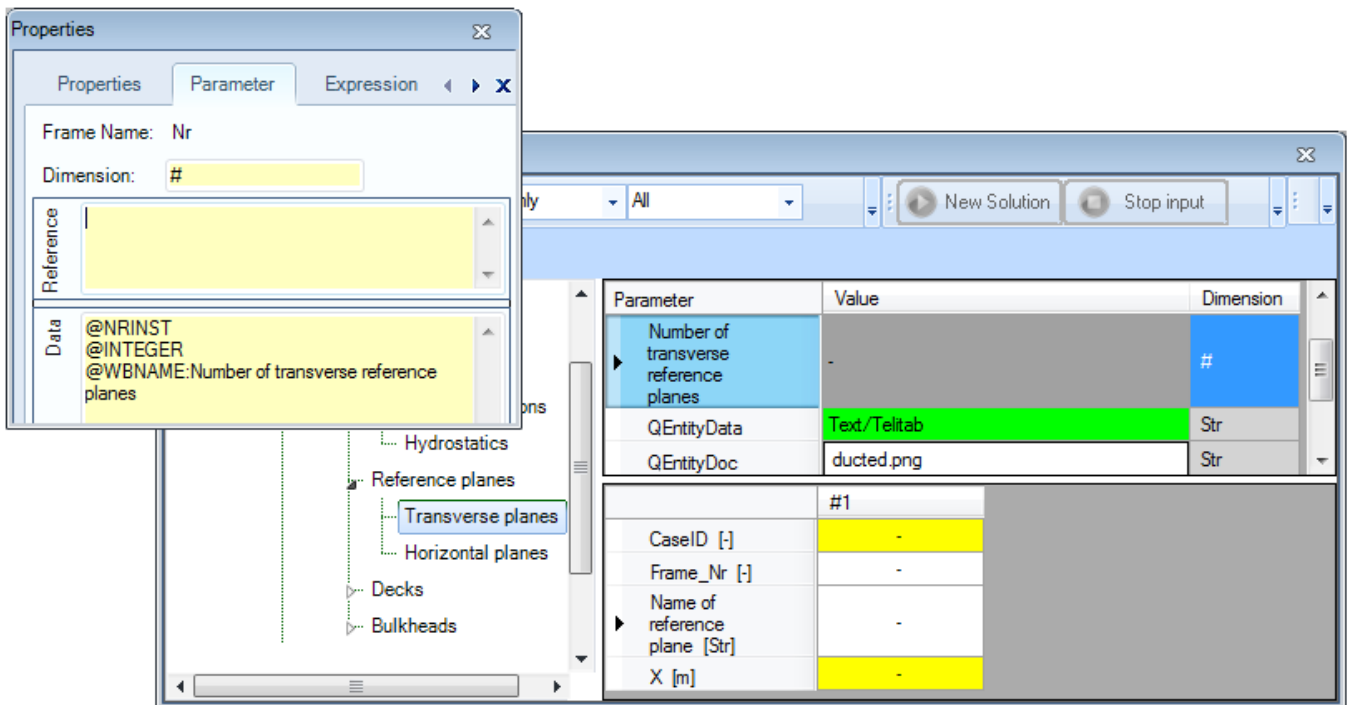 Properties
Properties Parameter Expression
Frame Name: Nr
Dimension: #
Reference
Data
@NRINST
@INTEGER
@WBNAME:Number of transverse reference
planes
All
New Solution
Stop input
Hydrostatics
Reference planes
Transverse planes
Horizontal planes
Decks
Bulkheads
Parameter Value Dimension
Number of
transverse
reference
planes
- #
QEntityData Text/Telitab Str
QEntityDoc ducted.png Str
#1
CaseID [-] -
Frame_Nr [-] -
Name of
reference
plane [Str]
-
X [m] -